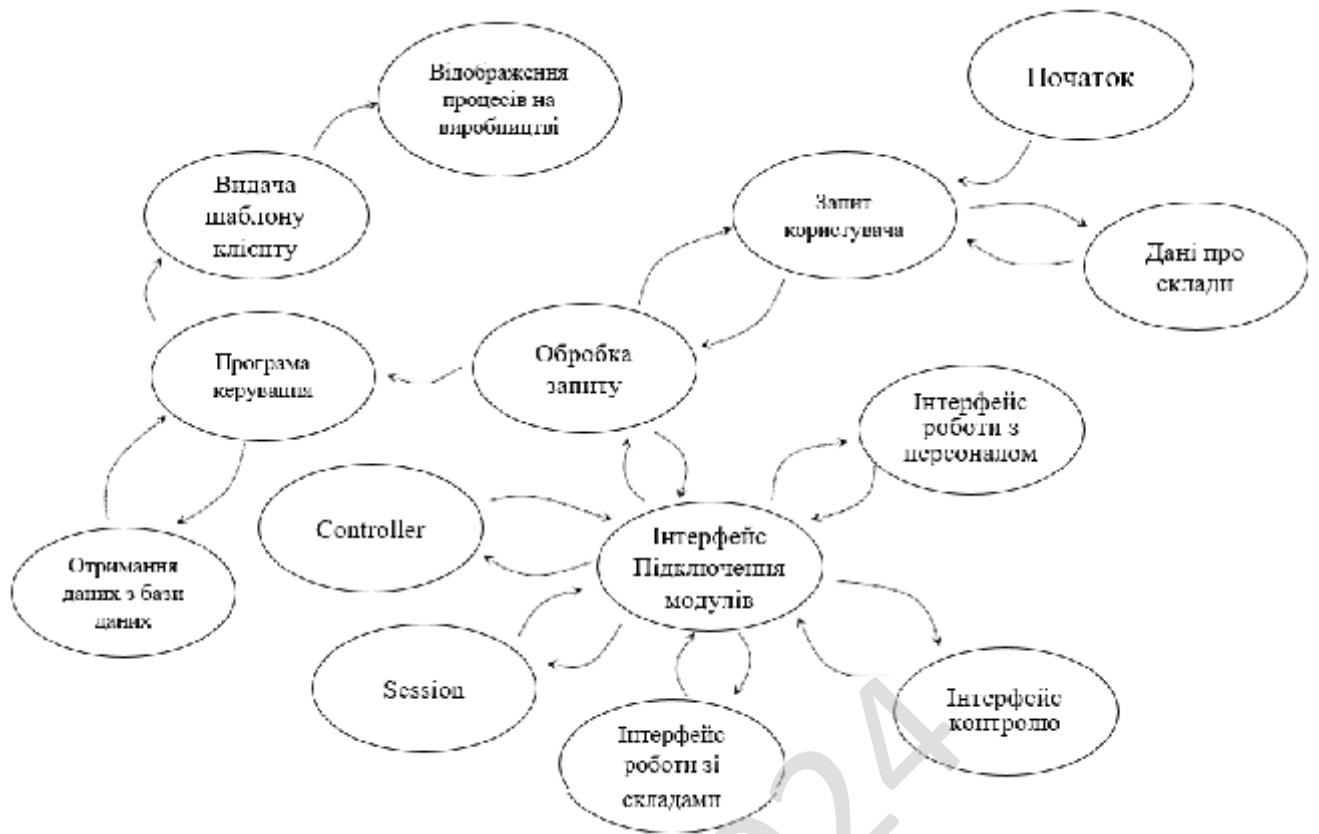 Відображення
процесів на
виробництві
Початок
Видача
шаблону
клієнту
Запит
користувача
Дані про
склади
Програма
керування
Обробка
запиту
Інтерфейс
роботи з
персоналом
Controller
Інтерфейс
Підключення
модулів
Отримання
даних з бази
даних
Session
Інтерфейс
контролю
Інтерфейс
роботи зі
складами